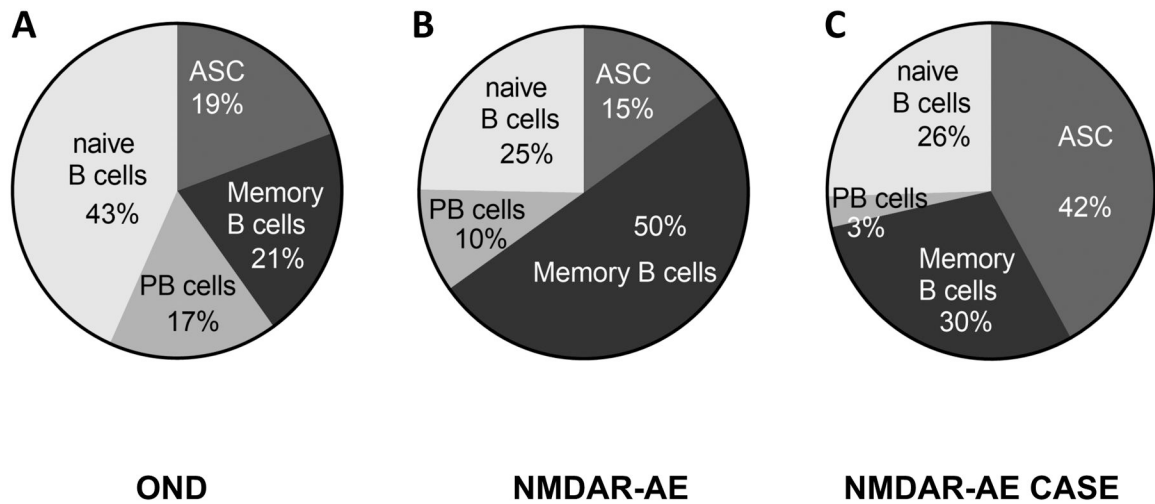 A
ASC
19%
naive
B cells
43%
Memory
B cells
21%
PB cells
17%
OND
B
naive
B cells
25%
ASC
15%
PB cells
10%
50%
Memory B cells
NMDAR-AE
C
naive
B cells
26%
ASC
42%
PB cells
3%
Memory
B cells
30%
NMDAR-AE CASE